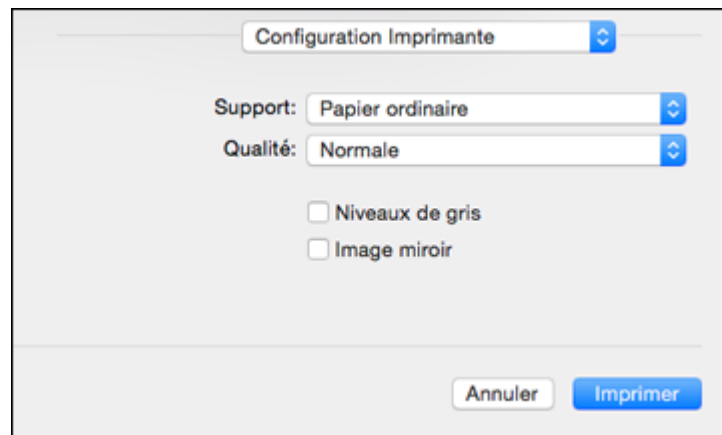 Configuration Imprimante
Support: Papier ordinaire
Qualité: Normale
Niveaux de gris
Image miroir
Annuler Imprimer